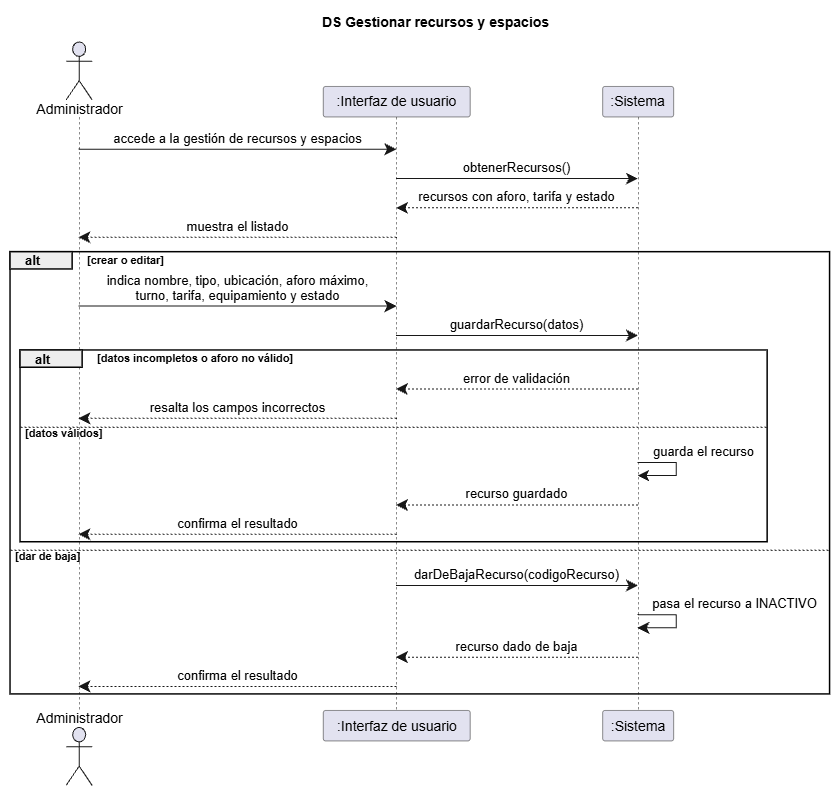 DS Gestionar recursos y espacios
Administrador
:Interfaz de usuario
:Sistema
accede a la gestión de recursos y espacios
obtenerRecursos()
recursos con aforo, tarifa y estado
muestra el listado
alt
[crear o editar]
indica nombre, tipo, ubicación, aforo máximo,
turno, tarifa, equipamiento y estado
guardarRecurso(datos)
alt
[datos incompletos o aforo no válido]
error de validación
resalta los campos incorrectos
[datos válidos]
guarda el recurso
recurso guardado
confirma el resultado
[dar de baja]
darDeBajaRecurso(codigoRecurso)
pasa el recurso a INACTIVO
recurso dado de baja
confirma el resultado
Administrador
:Interfaz de usuario
:Sistema